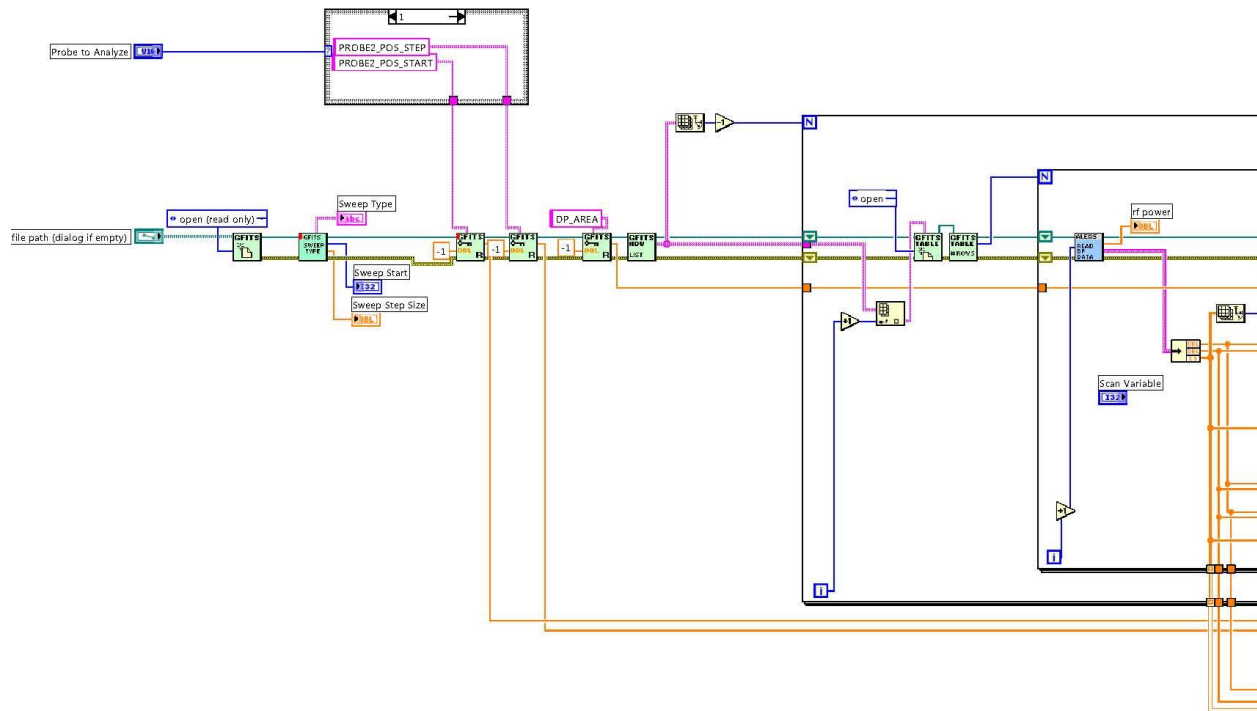 1
Probe to Analyze
U16
PROBE2_POS_STEP
PROBE2_POS_START
?
N
-1
Sweep Type
abc
open (read only)
file path (dialog if empty)
GFITS
GFITS
SWEEP
TYPE
Sweep Start
I32
Sweep Step Size
DBL
-1
GFITS
DBL
R
-1
GFITS
DBL
R
DP_AREA
-1
GFITS
DBL
R
GFITS
HDU
LIST
open
GFITS
TABLE
GFITS
TABLE
NROWS
N
rf power
DBL
ALEDS
READ
DP
DATA
+1
Scan Variable
I32
+1
i
i